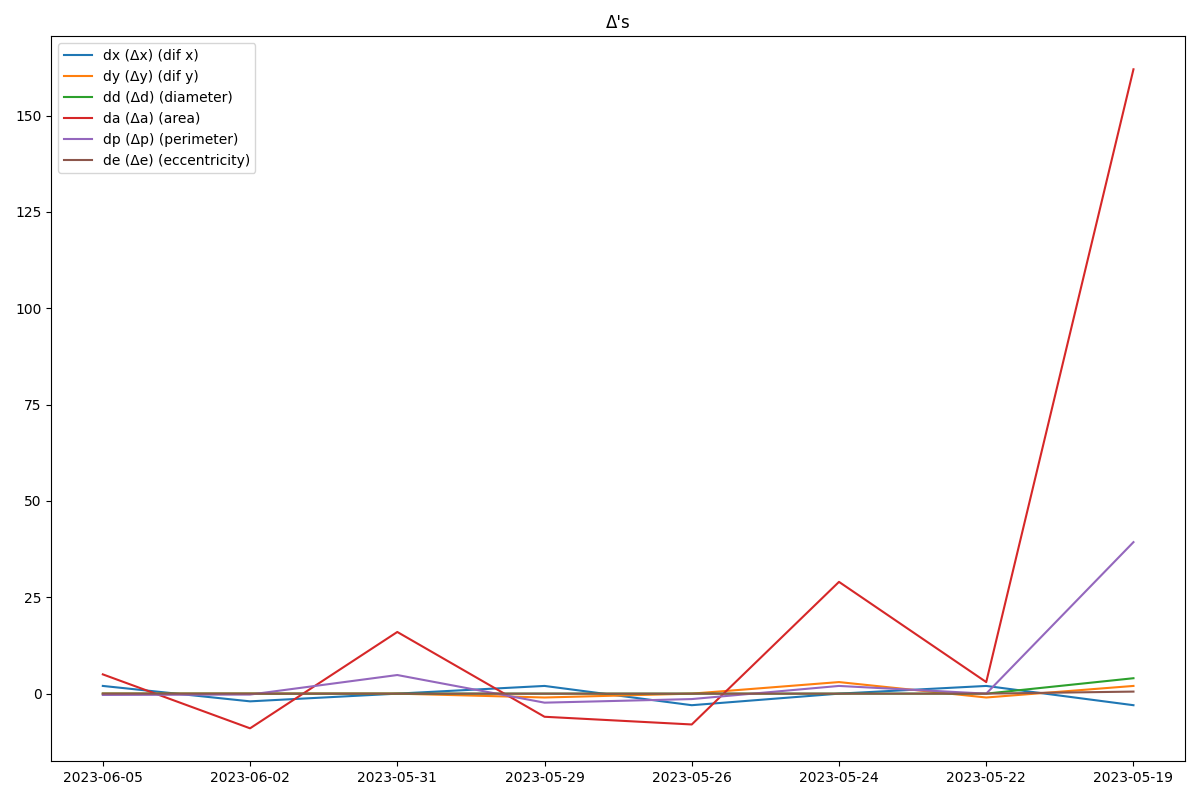 Δ's
dx (Δx) (dif x)
dy (Δy) (dif y)
dd (Δd) (diameter)
da (Δa) (area)
dp (Δp) (perimeter)
de (Δe) (eccentricity)
150
125
100
75
50
25
0
2023-06-05 2023-06-02 2023-05-31 2023-05-29 2023-05-26 2023-05-24 2023-05-22 2023-05-19